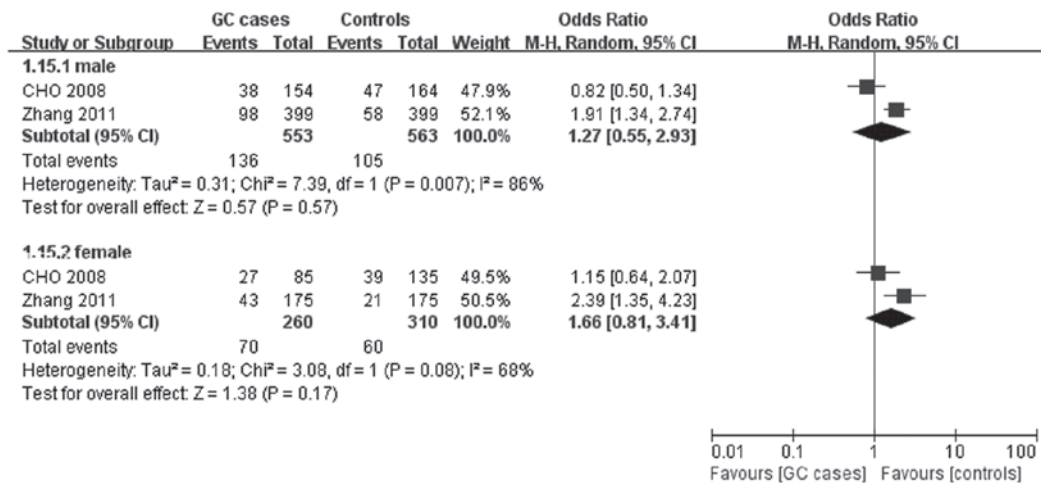 GC cases Controls Odds Ratio Odds Ratio
Study or Subgroup Events Total Events Total Weight M-H, Random, 95% CI M-H, Random, 95% CI
1.15.1 male
CHO 2008 38 154 47 164 47.9% 0.82 [0.50, 1.34]
Zhang 2011 98 399 58 399 52.1% 1.91 [1.34, 2.74]
Subtotal (95% CI) 553 563 100.0% 1.27 [0.55, 2.93]
Total events 136 105
Heterogeneity: Tau² = 0.31; Chi² = 7.39, df = 1 (P = 0.007); I² = 86%
Test for overall effect: Z = 0.57 (P = 0.57)
1.15.2 female
CHO 2008 27 85 39 135 49.5% 1.15 [0.64, 2.07]
Zhang 2011 43 175 21 175 50.5% 2.39 [1.35, 4.23]
Subtotal (95% CI) 260 310 100.0% 1.66 [0.81, 3.41]
Total events 70 60
Heterogeneity: Tau² = 0.18; Chi² = 3.08, df = 1 (P = 0.08); I² = 68%
Test for overall effect: Z = 1.38 (P = 0.17)
0.01 0.1 1 10 100
Favours [GC cases] Favours [controls]